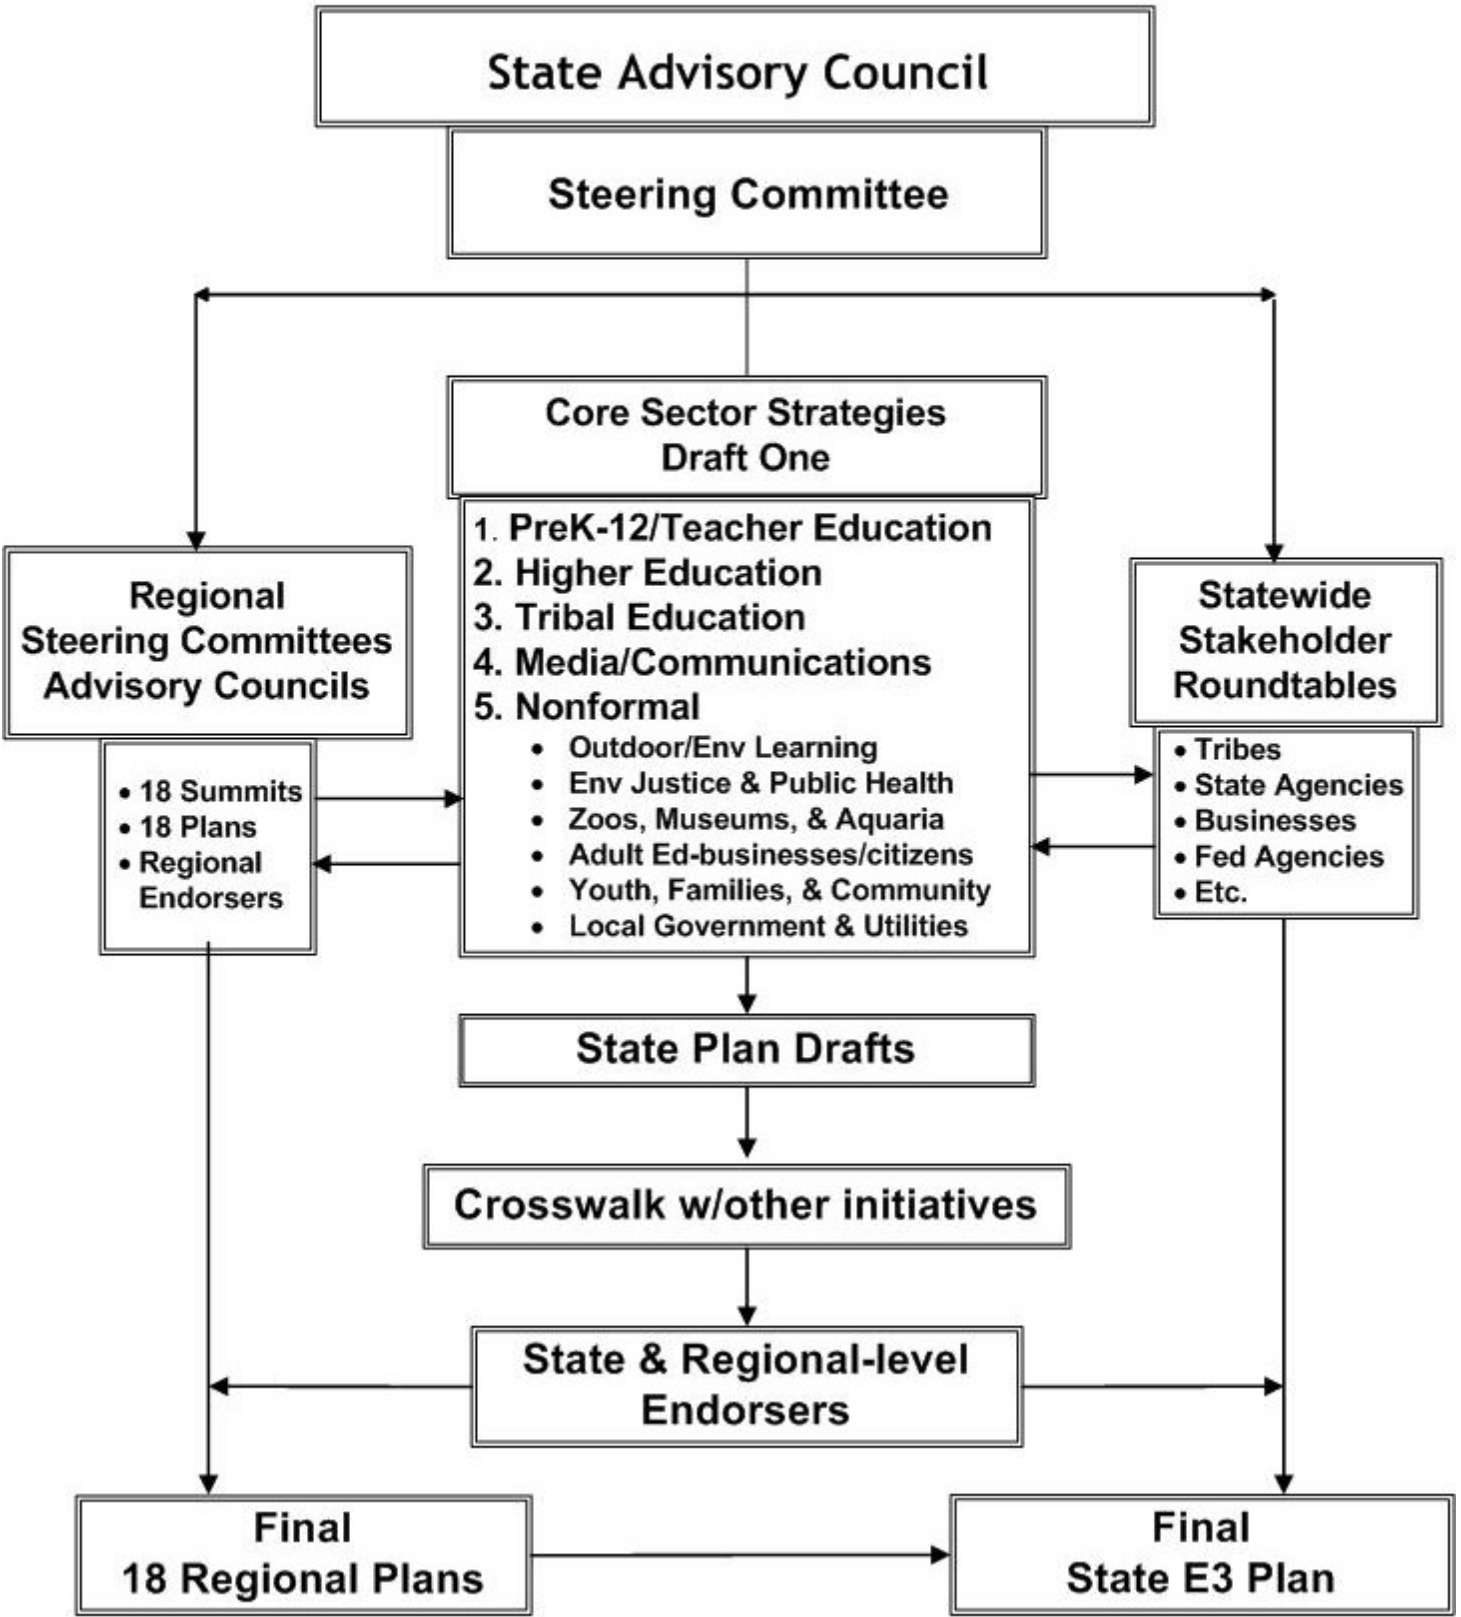 State Advisory Council
Steering Committee
Core Sector Strategies
Draft One
1. PreK-12/Teacher Education
2. Higher Education
3. Tribal Education
4. Media/Communications
5. Nonformal
• Outdoor/Env Learning
• Env Justice & Public Health
• Zoos, Museums, & Aquaria
• Adult Ed-businesses/citizens
• Youth, Families, & Community
• Local Government & Utilities
Regional
Steering Committees
Advisory Councils
• 18 Summits
• 18 Plans
• Regional
Endorsers
Statewide
Stakeholder
Roundtables
• Tribes
• State Agencies
• Businesses
• Fed Agencies
• Etc.
State Plan Drafts
Crosswalk w/other initiatives
State & Regional-level
Endorsers
Final
18 Regional Plans
Final
State E3 Plan